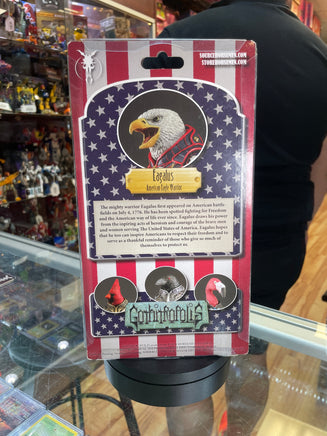 SOURCEHORSEMEN.COM
STOREHORSEMEN.COM
Eagalus
American Eagle Warrior
The mighty warrior Eagalus first appeared on American battle-
fields on July 4, 1776. He has been spotted fighting for Freedom
and the American way of life ever since. Eagalus draws his power
from the inspiring acts of heroism and courage of the brave men
and women serving The United States of America. Eagalus hopes
that he too can inspire Americans to respect their freedom and to
serve as a thankful reminder of those who give so much of
themselves to protect us.
Gothitropolis